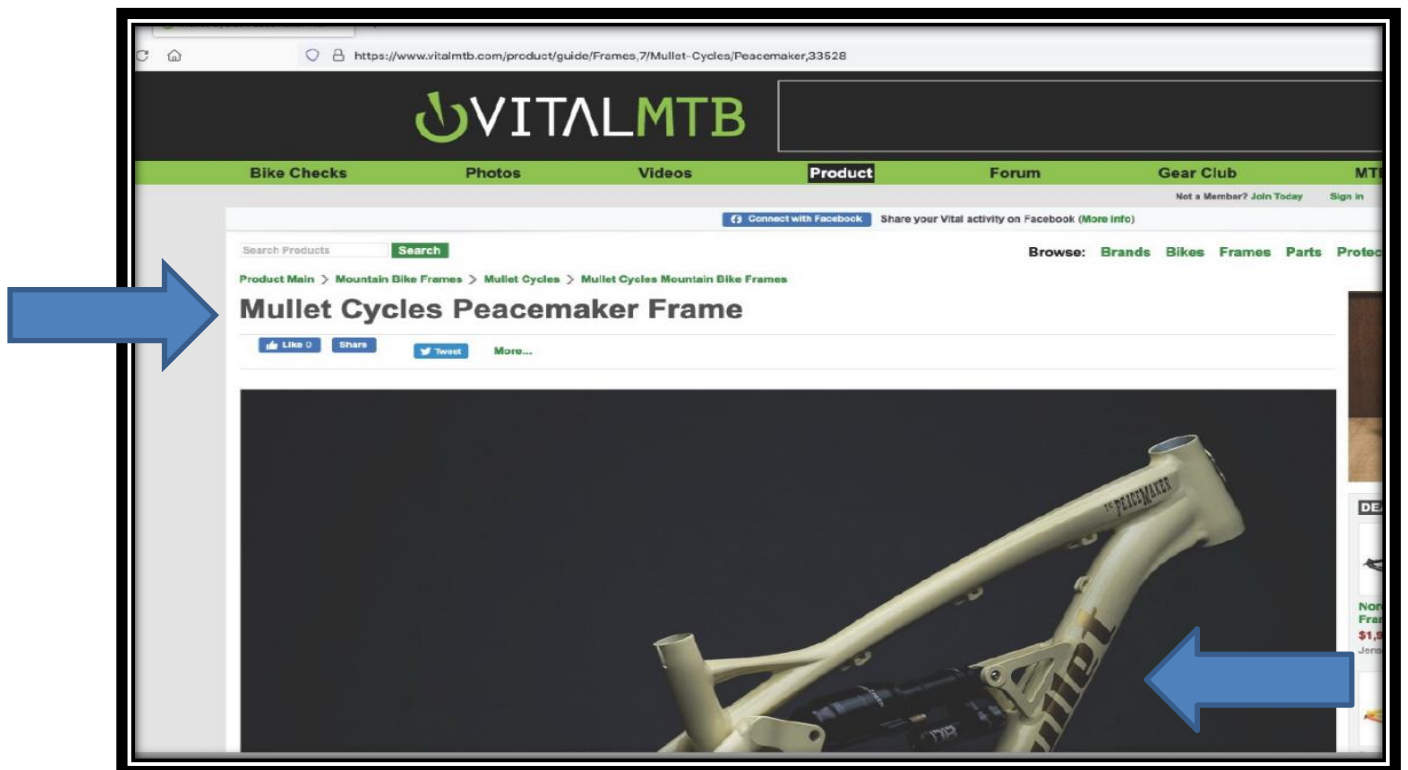 https://www.vitalmtb.com/product/guide/Frames,7/Mullet-Cycles/Peacemaker,33528
VITALMTB
Bike Checks Photos Videos Product Forum Gear Club
Not a Member? Join Today Sign in
Connect with Facebook Share your Vital activity on Facebook (More info)
Search Products Search Browse: Brands Bikes Frames Parts Protec
Product Main > Mountain Bike Frames > Mullet Cycles > Mullet Cycles Mountain Bike Frames
Mullet Cycles Peacemaker Frame
Like 0 Share Tweet More...
PEACEMAKER